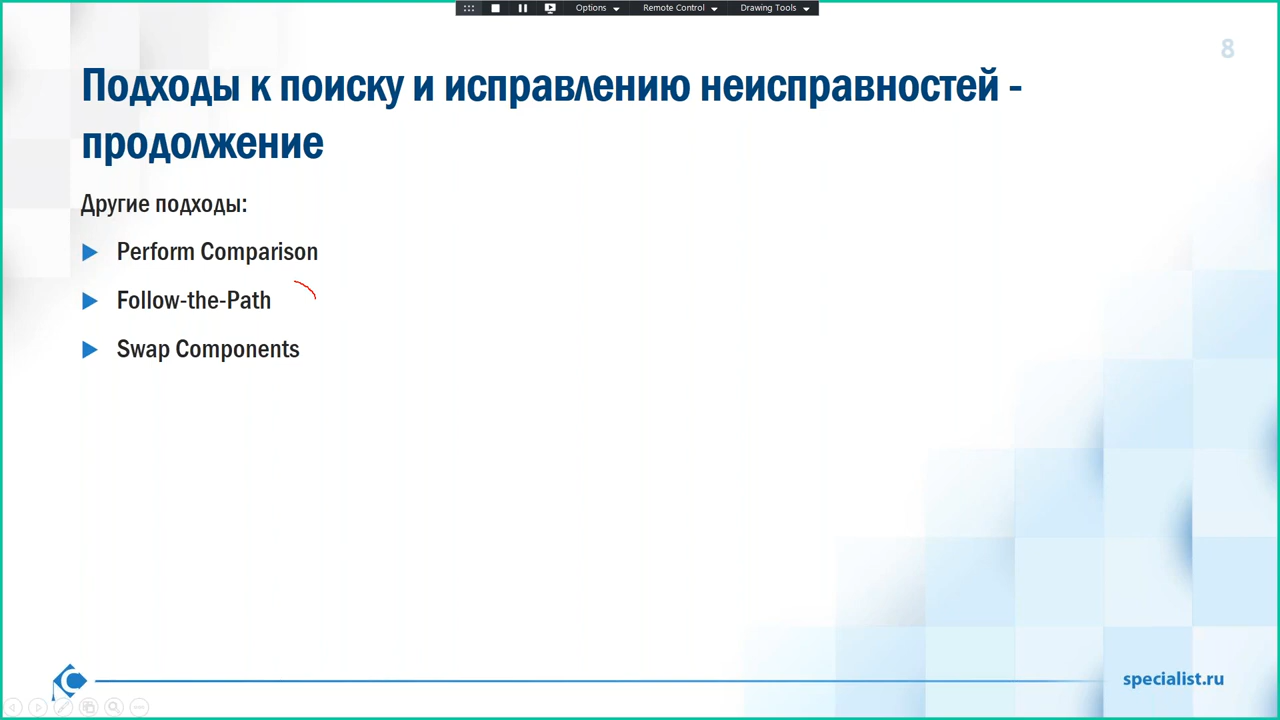 Options
Remote Control
Drawing Tools
8
Подходы к поиску и исправлению неисправностей -
продолжение
Другие подходы:
Perform Comparison
Follow-the-Path
Swap Components
specialist.ru